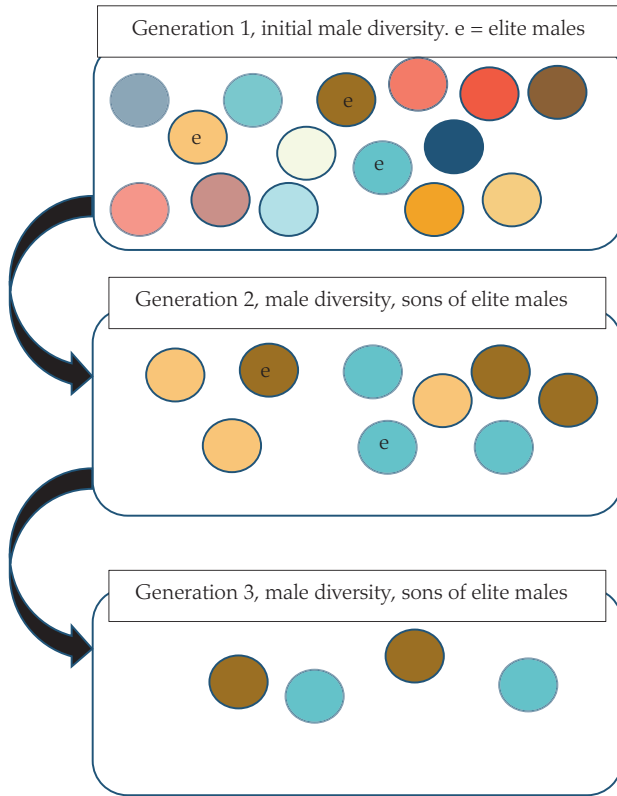 Generation 1, initial male diversity. e = elite males
e
e
e
Generation 2, male diversity, sons of elite males
e
e
Generation 3, male diversity, sons of elite males